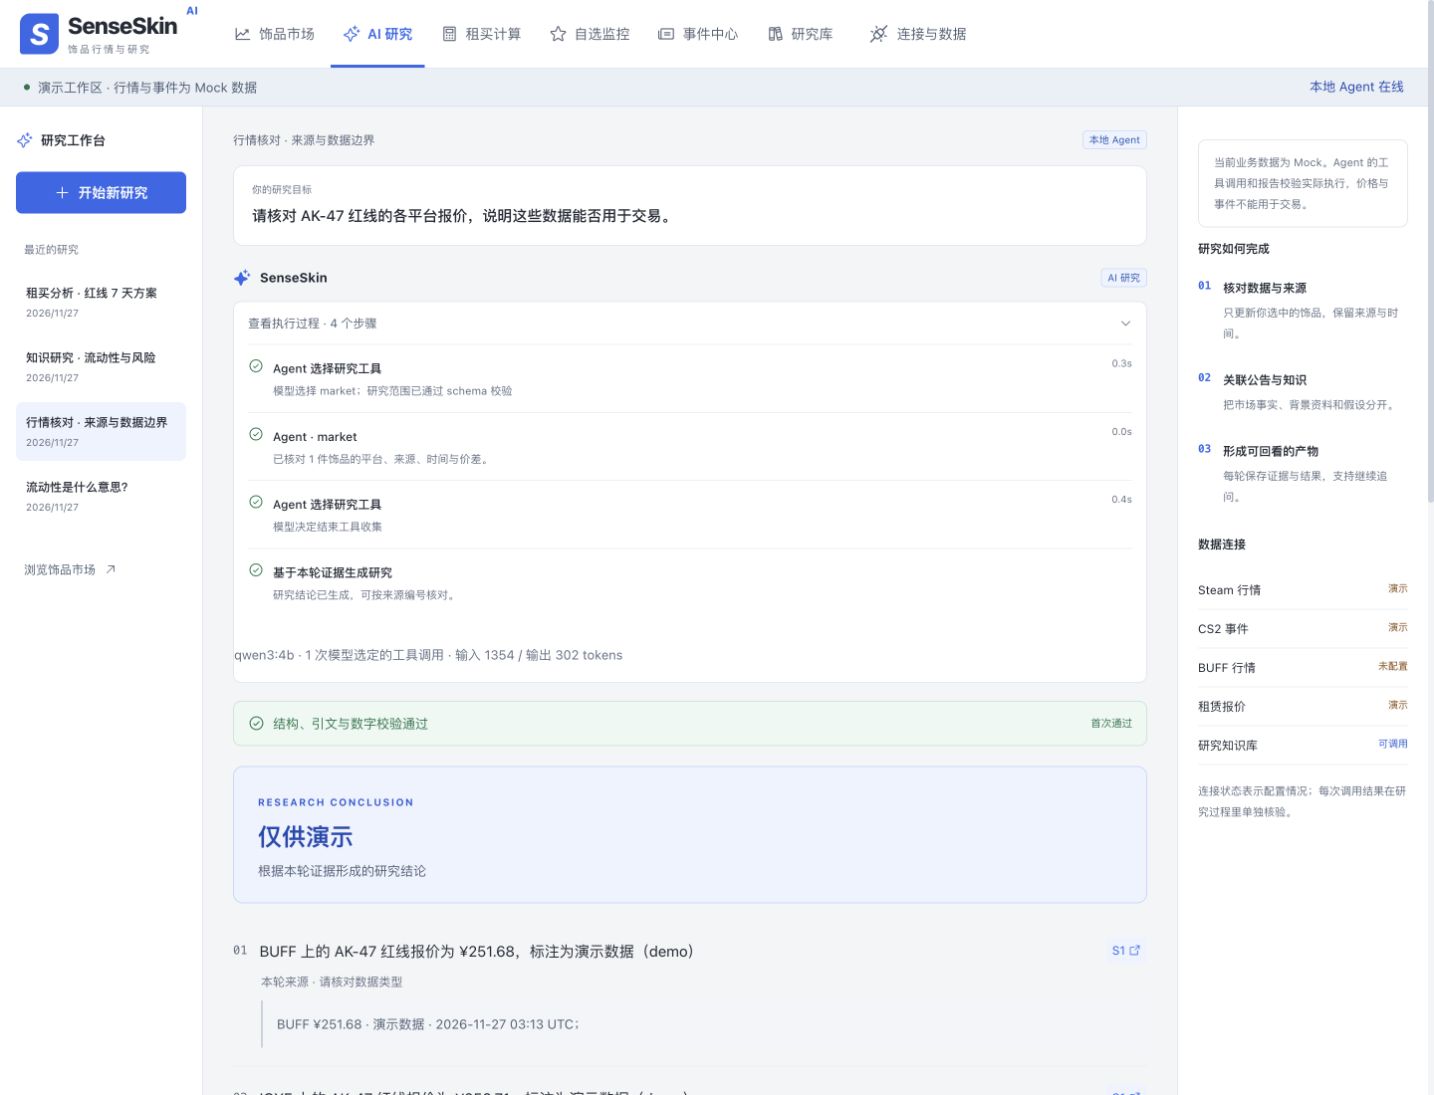 S SenseSkin AI
饰品行情与研究
饰品市场
AI 研究
租买计算
自选监控
事件中心
研究库
连接与数据
演示工作区 · 行情与事件为 Mock 数据
本地 Agent 在线
研究工作台
开始新研究
最近的研究
租买分析 · 红线 7 天方案
2026/11/27
知识研究 · 流动性与风险
2026/11/27
行情核对 · 来源与数据边界
2026/11/27
流动性是什么意思?
2026/11/27
浏览饰品市场
行情核对 · 来源与数据边界
本地 Agent
你的研究目标
请核对 AK-47 红线的各平台报价，说明这些数据能否用于交易。
SenseSkin
AI 研究
查看执行过程 · 4 个步骤
Agent 选择研究工具
0.3s
模型选择 market；研究范围已通过 schema 校验
Agent · market
0.0s
已核对 1 件饰品的平台、来源、时间与价差。
Agent 选择研究工具
0.4s
模型决定结束工具收集
基于本轮证据生成研究
研究结论已生成，可按来源编号核对。
qwen3:4b · 1 次模型选定的工具调用 · 输入 1354 / 输出 302 tokens
结构、引文与数字校验通过
首次通过
RESEARCH CONCLUSION
仅供演示
根据本轮证据形成的研究结论
01 BUFF 上的 AK-47 红线报价为 ¥251.68，标注为演示数据（demo）
S1
本轮来源 · 请核对数据类型
BUFF ¥251.68 · 演示数据 · 2026-11-27 03:13 UTC；
当前业务数据为 Mock。Agent 的工
具调用和报告校验实际执行，价格与
事件不能用于交易。
研究如何完成
01 核对数据与来源
只更新你选中的饰品，保留来源与时
间。
02 关联公告与知识
把市场事实、背景资料和假设分开。
03 形成可回看的产物
每轮保存证据与结果，支持继续追
问。
数据连接
Steam 行情 演示
CS2 事件 演示
BUFF 行情 未配置
租赁报价 演示
研究知识库 可调用
连接状态表示配置情况；每次调用结果在研
究过程里单独核验。